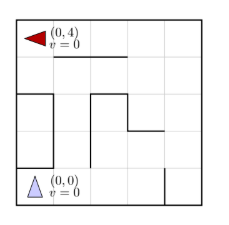 (0, 4)
v = 0
(0, 0)
v = 0